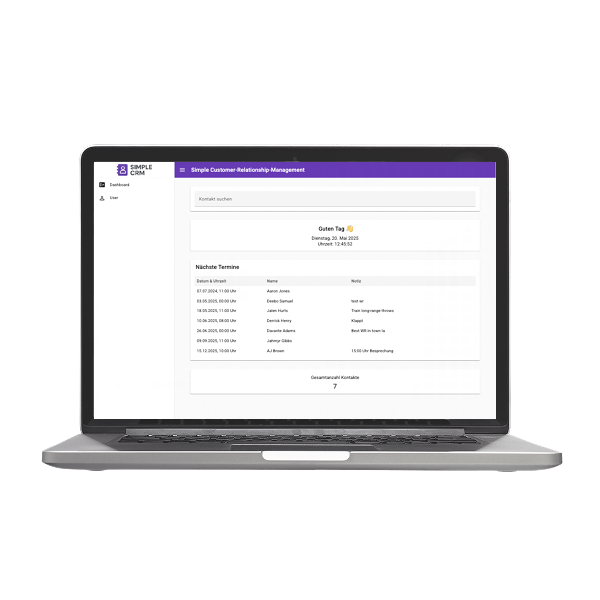 SIMPLE
CRM
Simple Customer-Relationship-Management
Dashboard
User
Kontakt suchen
Guten Tag 👋
Dienstag, 20. Mai 2025
Uhrzeit: 12:45:52
Nächste Termine
Datum & Uhrzeit Name Notiz
07.07.2024, 11:00 Uhr Aaron Jones
03.05.2025, 08:00 Uhr Deebo Samuel test wr
18.05.2025, 11:00 Uhr Jalen Hurts Train long-range throws
10.06.2025, 08:00 Uhr Derrick Henry Klappt
26.06.2025, 00:00 Uhr Davante Adams Best WR in town la
09.09.2025, 11:00 Uhr Jahmyr Gibbs
15.12.2025, 10:00 Uhr AJ Brown 15:00 Uhr Besprechung
Gesamtanzahl Kontakte
7